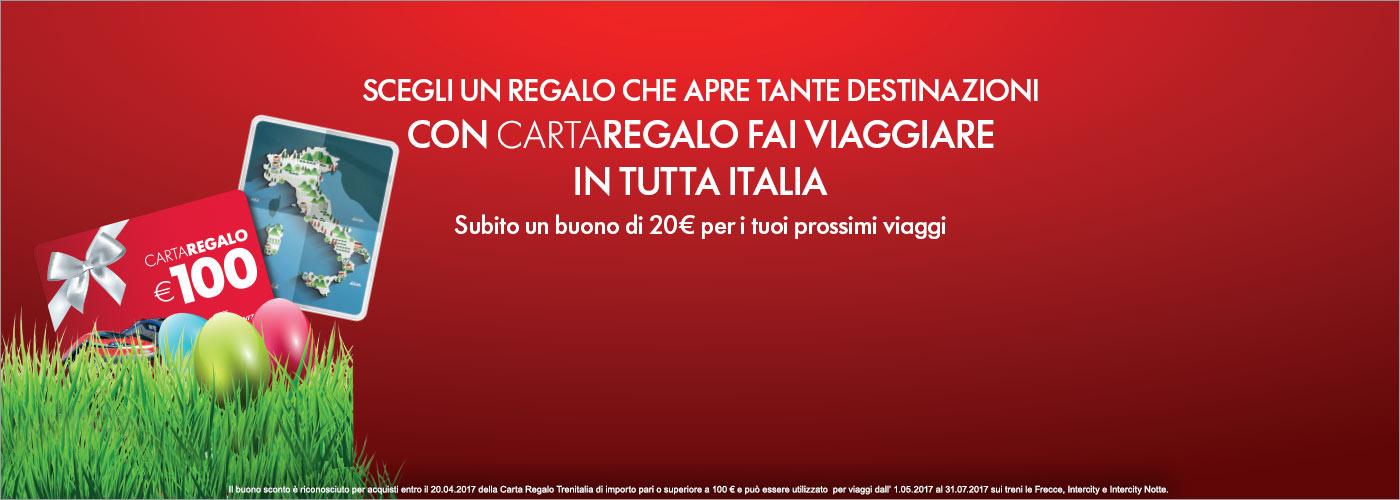 SCEGLI UN REGALO CHE APRE TANTE DESTINAZIONI
CON CARTAREGALO FAI VIAGGIARE
IN TUTTA ITALIA
Subito un buono di 20€ per i tuoi prossimi viaggi
CARTAREGALO
€100
Il buono sconto è riconosciuto per acquisti entro il 20.04.2017 della Carta Regalo Trenitalia di importo pari o superiore a 100 € e può essere utilizzato per viaggi dall' 1.05.2017 al 31.07.2017 sui treni le Frecce, Intercity e Intercity Notte.